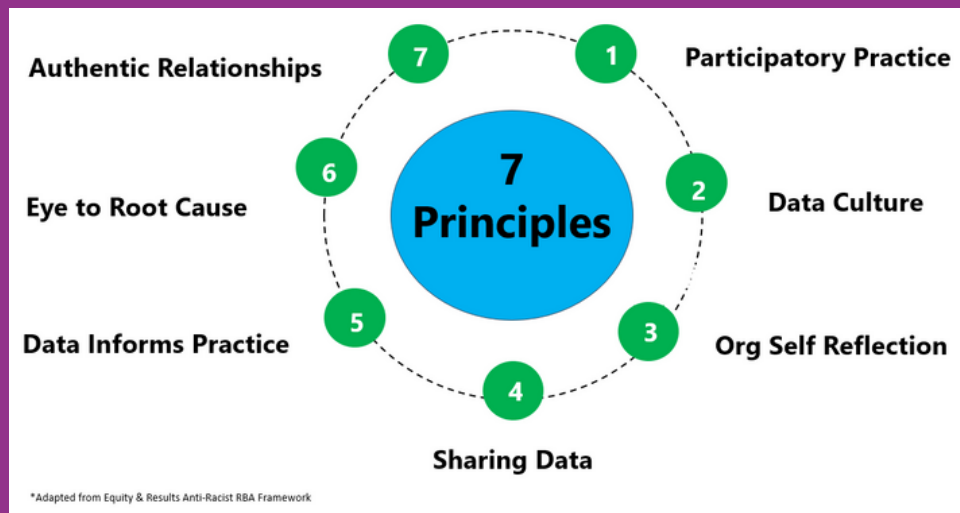 7
Principles
1
Participatory Practice
2
Data Culture
3
Org Self Reflection
4
Sharing Data
5
Data Informs Practice
6
Eye to Root Cause
7
Authentic Relationships
*Adapted from Equity & Results Anti-Racist RBA Framework